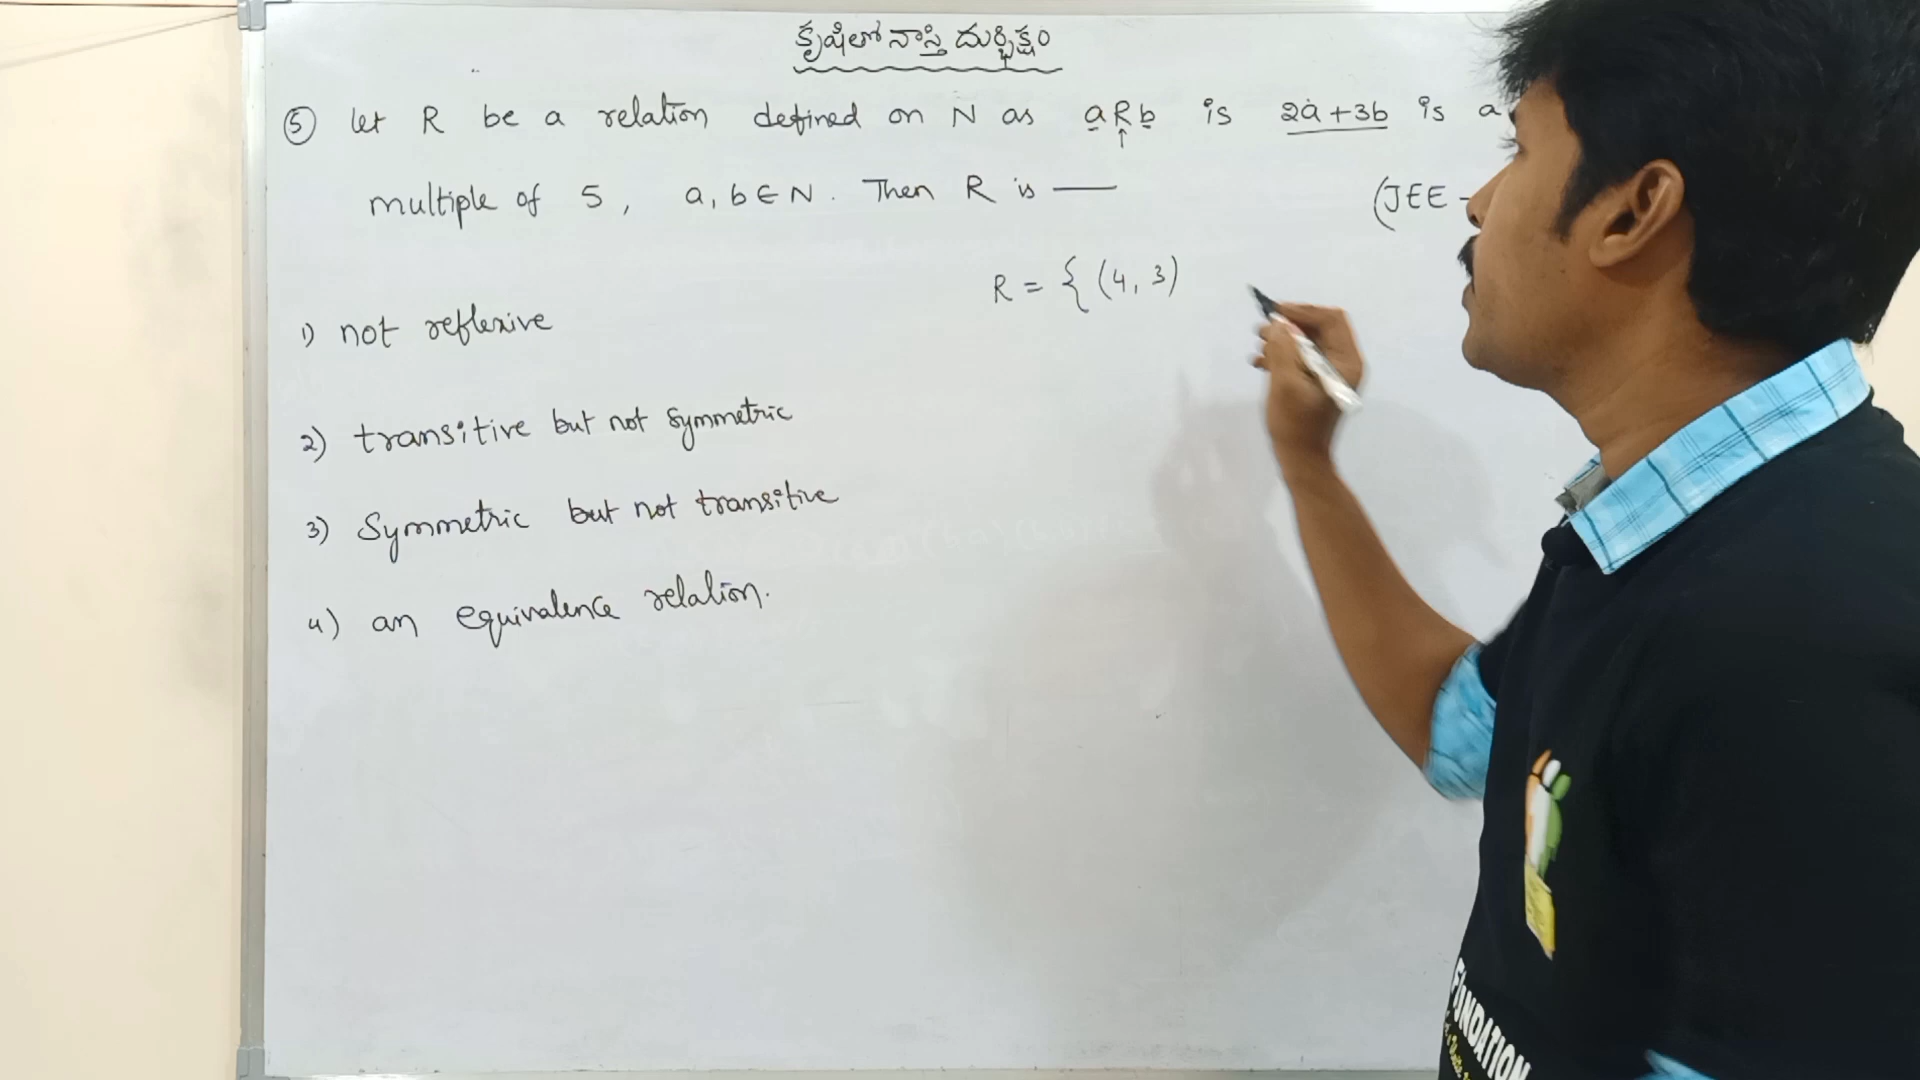 కృషితో నాస్తి దుర్భిక్షం
⑤ Let R be a relation defined on N as aRb is 2a+3b is a
multiple of 5, a, b ∈ N. Then R is ——
(JEE -
R = { (4, 3)
1) not reflexive
2) transitive but not symmetric
3) Symmetric but not transitive
4) an equivalence relation.
FUNDATION